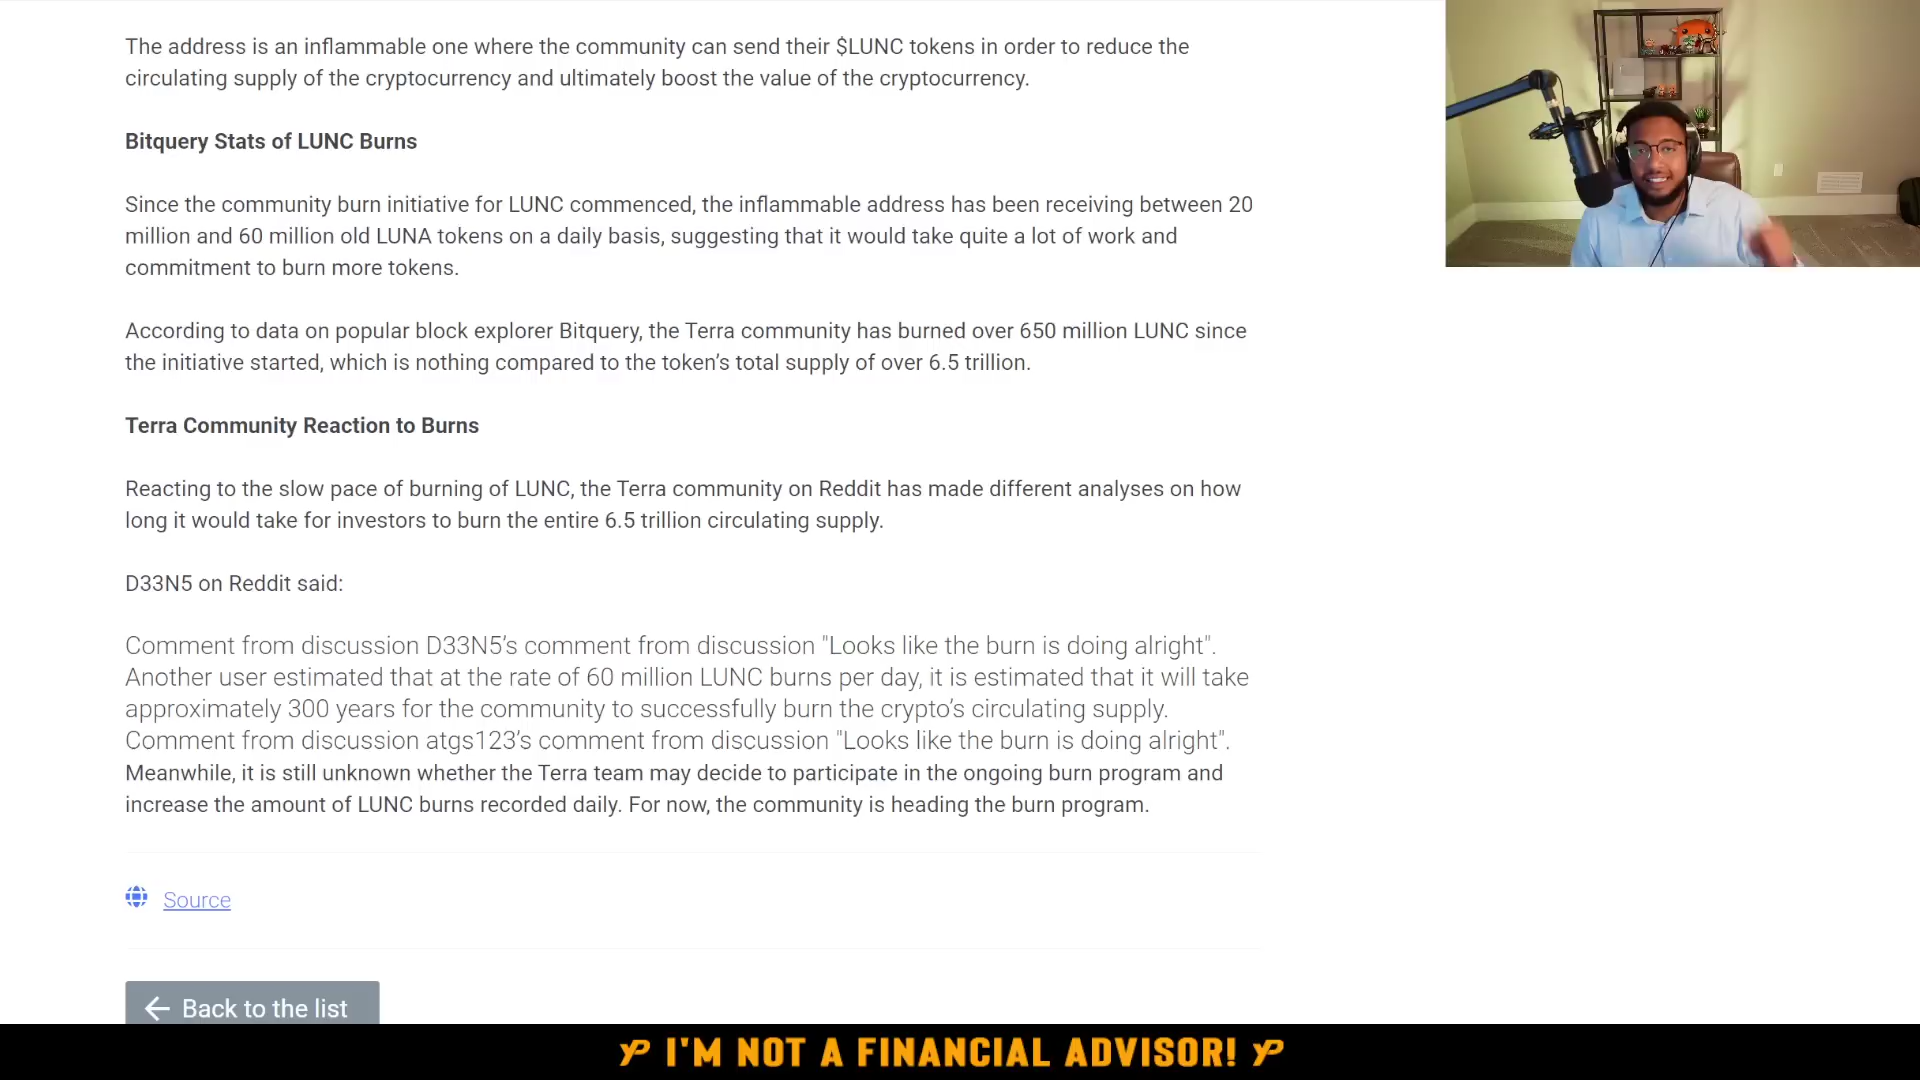 The address is an inflammable one where the community can send their $LUNC tokens in order to reduce the
circulating supply of the cryptocurrency and ultimately boost the value of the cryptocurrency.
Bitquery Stats of LUNC Burns
Since the community burn initiative for LUNC commenced, the inflammable address has been receiving between 20
million and 60 million old LUNA tokens on a daily basis, suggesting that it would take quite a lot of work and
commitment to burn more tokens.
According to data on popular block explorer Bitquery, the Terra community has burned over 650 million LUNC since
the initiative started, which is nothing compared to the token’s total supply of over 6.5 trillion.
Terra Community Reaction to Burns
Reacting to the slow pace of burning of LUNC, the Terra community on Reddit has made different analyses on how
long it would take for investors to burn the entire 6.5 trillion circulating supply.
D33N5 on Reddit said:
Comment from discussion D33N5’s comment from discussion "Looks like the burn is doing alright".
Another user estimated that at the rate of 60 million LUNC burns per day, it is estimated that it will take
approximately 300 years for the community to successfully burn the crypto’s circulating supply.
Comment from discussion atgs123’s comment from discussion "Looks like the burn is doing alright".
Meanwhile, it is still unknown whether the Terra team may decide to participate in the ongoing burn program and
increase the amount of LUNC burns recorded daily. For now, the community is heading the burn program.
Source
Back to the list
YP I'M NOT A FINANCIAL ADVISOR! YP